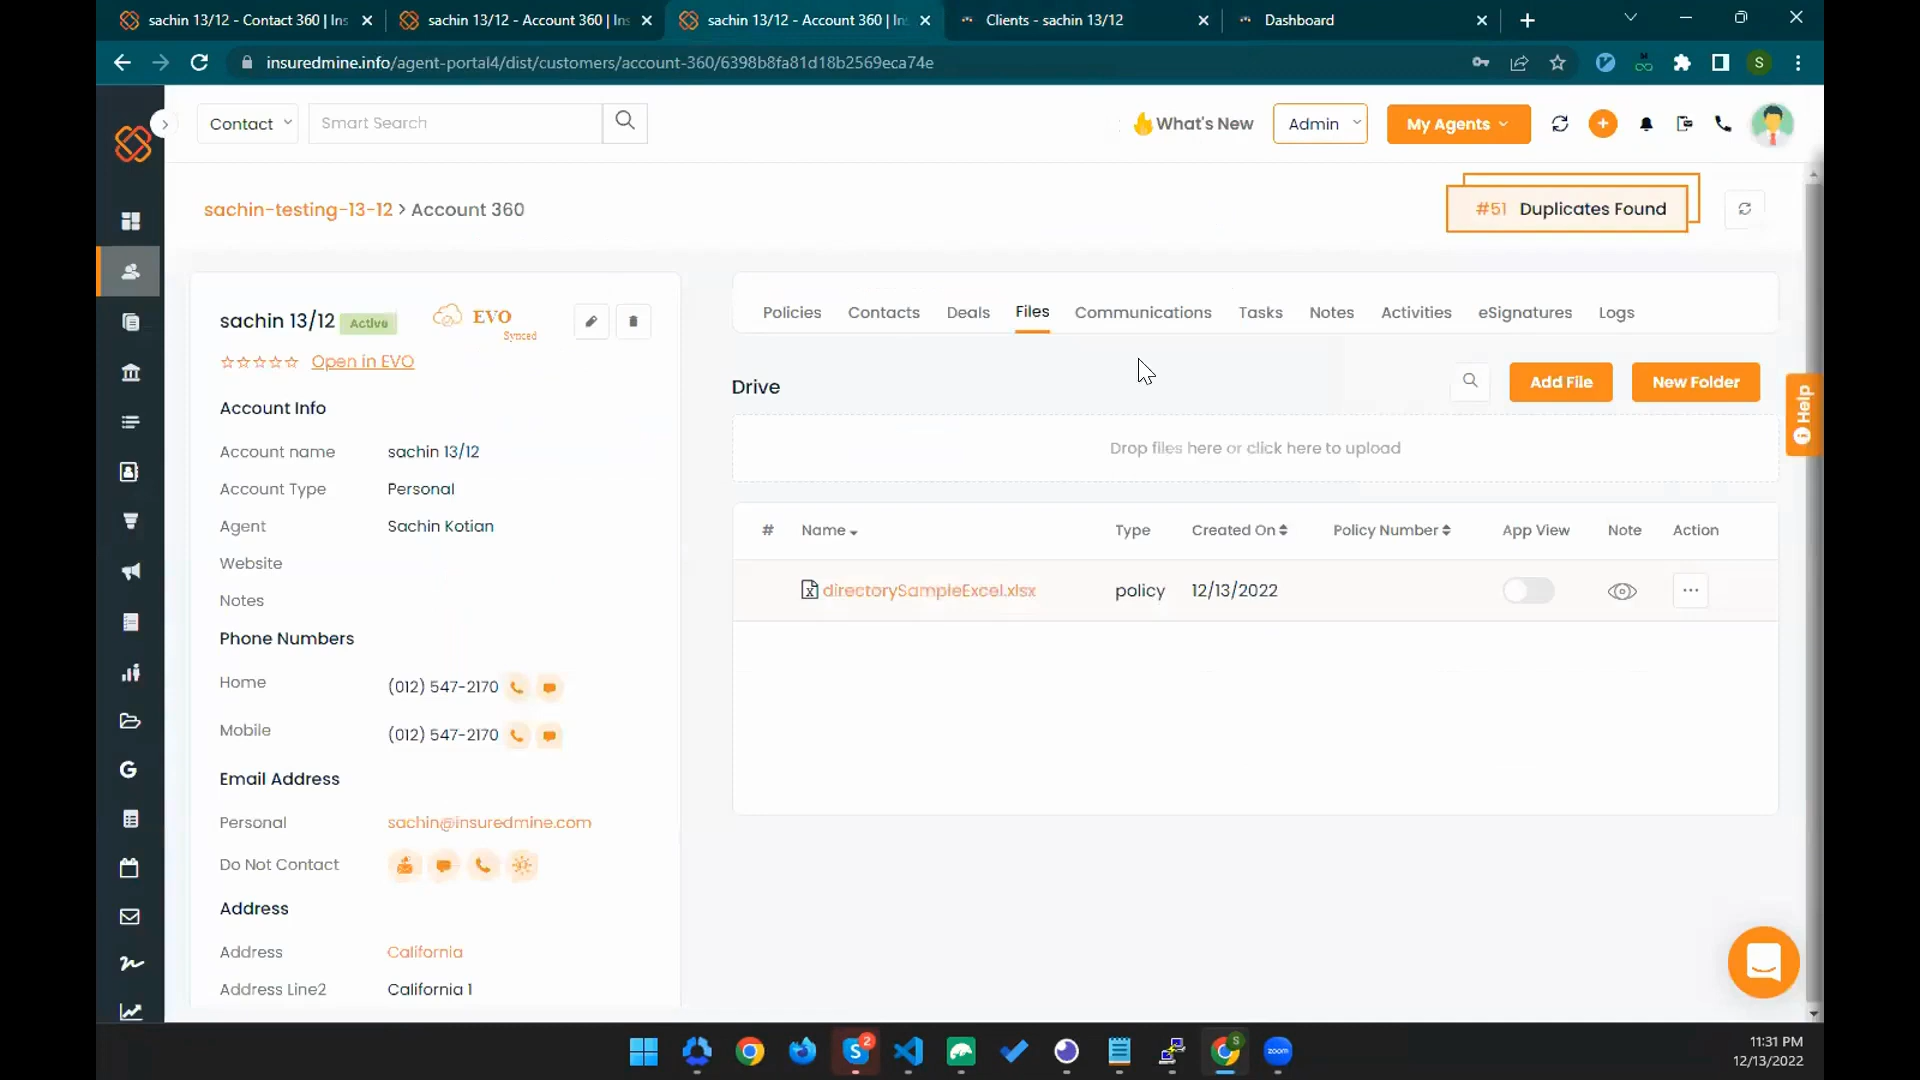 sachin 13/12 - Contact 360 | Ins
sachin 13/12 - Account 360 | Ins
sachin 13/12 - Account 360 | Ins
Clients - sachin 13/12
Dashboard
insuredmine.info/agent-portal4/dist/customers/account-360/6398b8fa81d18b2569eca74e
S
Contact
Smart Search
What's New
Admin
My Agents
sachin-testing-13-12 > Account 360
#51 Duplicates Found
sachin 13/12 Active
EVO
Synced
Open in EVO
Account Info
Account name sachin 13/12
Account Type Personal
Agent Sachin Kotian
Website
Notes
Phone Numbers
Home (012) 547-2170
Mobile (012) 547-2170
Email Address
Personal sachin@insuredmine.com
Do Not Contact
Address
Address California
Address Line2 California 1
Policies Contacts Deals Files Communications Tasks Notes Activities eSignatures Logs
Drive
Add File
New Folder
Help
Drop files here or click here to upload
# Name Type Created On Policy Number App View Note Action
directorySampleExcel.xlsx policy 12/13/2022
2
S
zoom
11:31 PM
12/13/2022